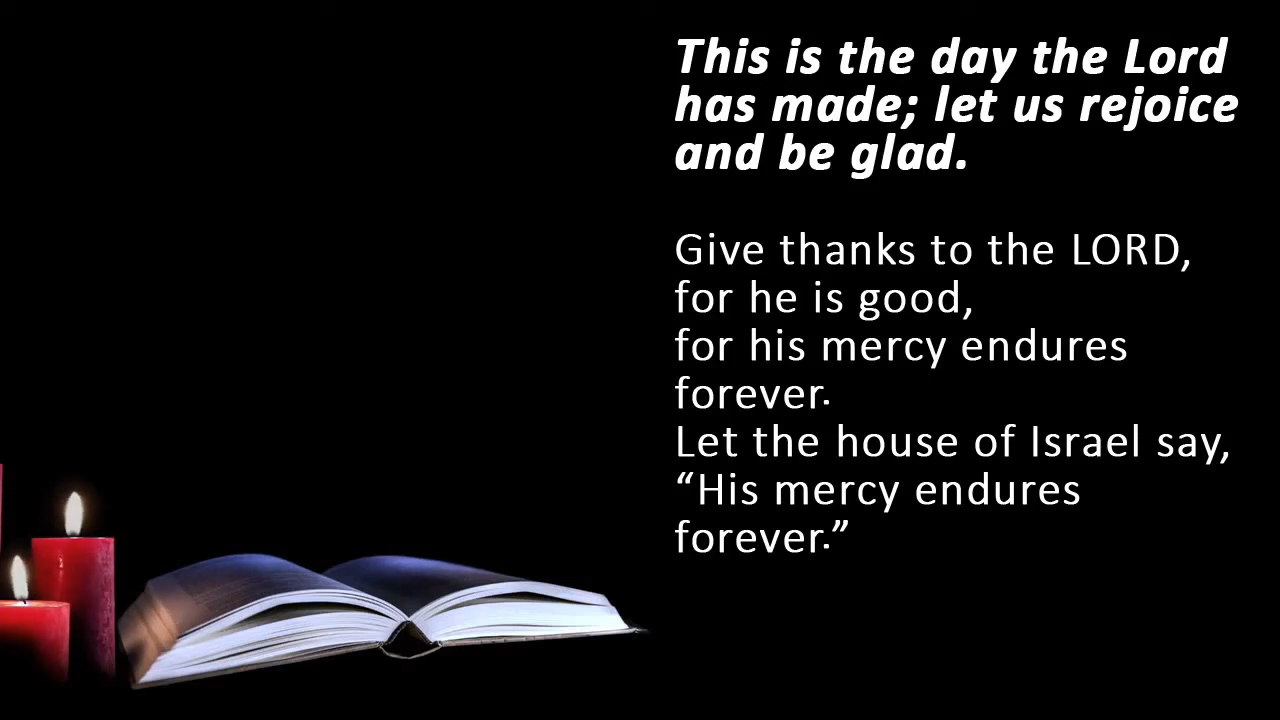 This is the day the Lord
has made; let us rejoice
and be glad.
Give thanks to the LORD,
for he is good,
for his mercy endures
forever.
Let the house of Israel say,
“His mercy endures
forever.”